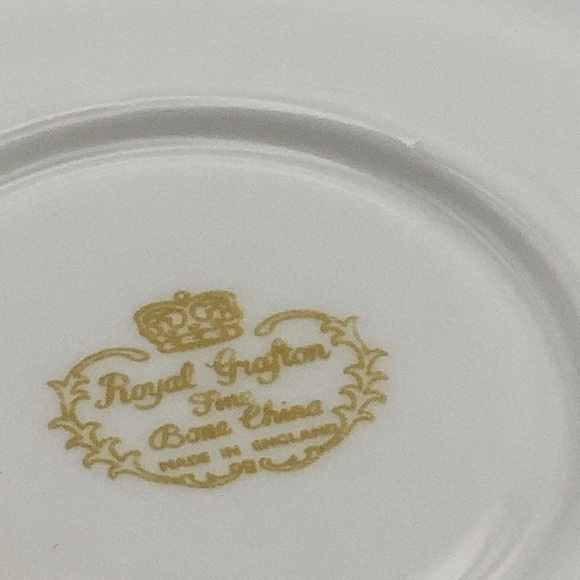 Royal Grafton
Fine
Bone China
MADE IN ENGLAND